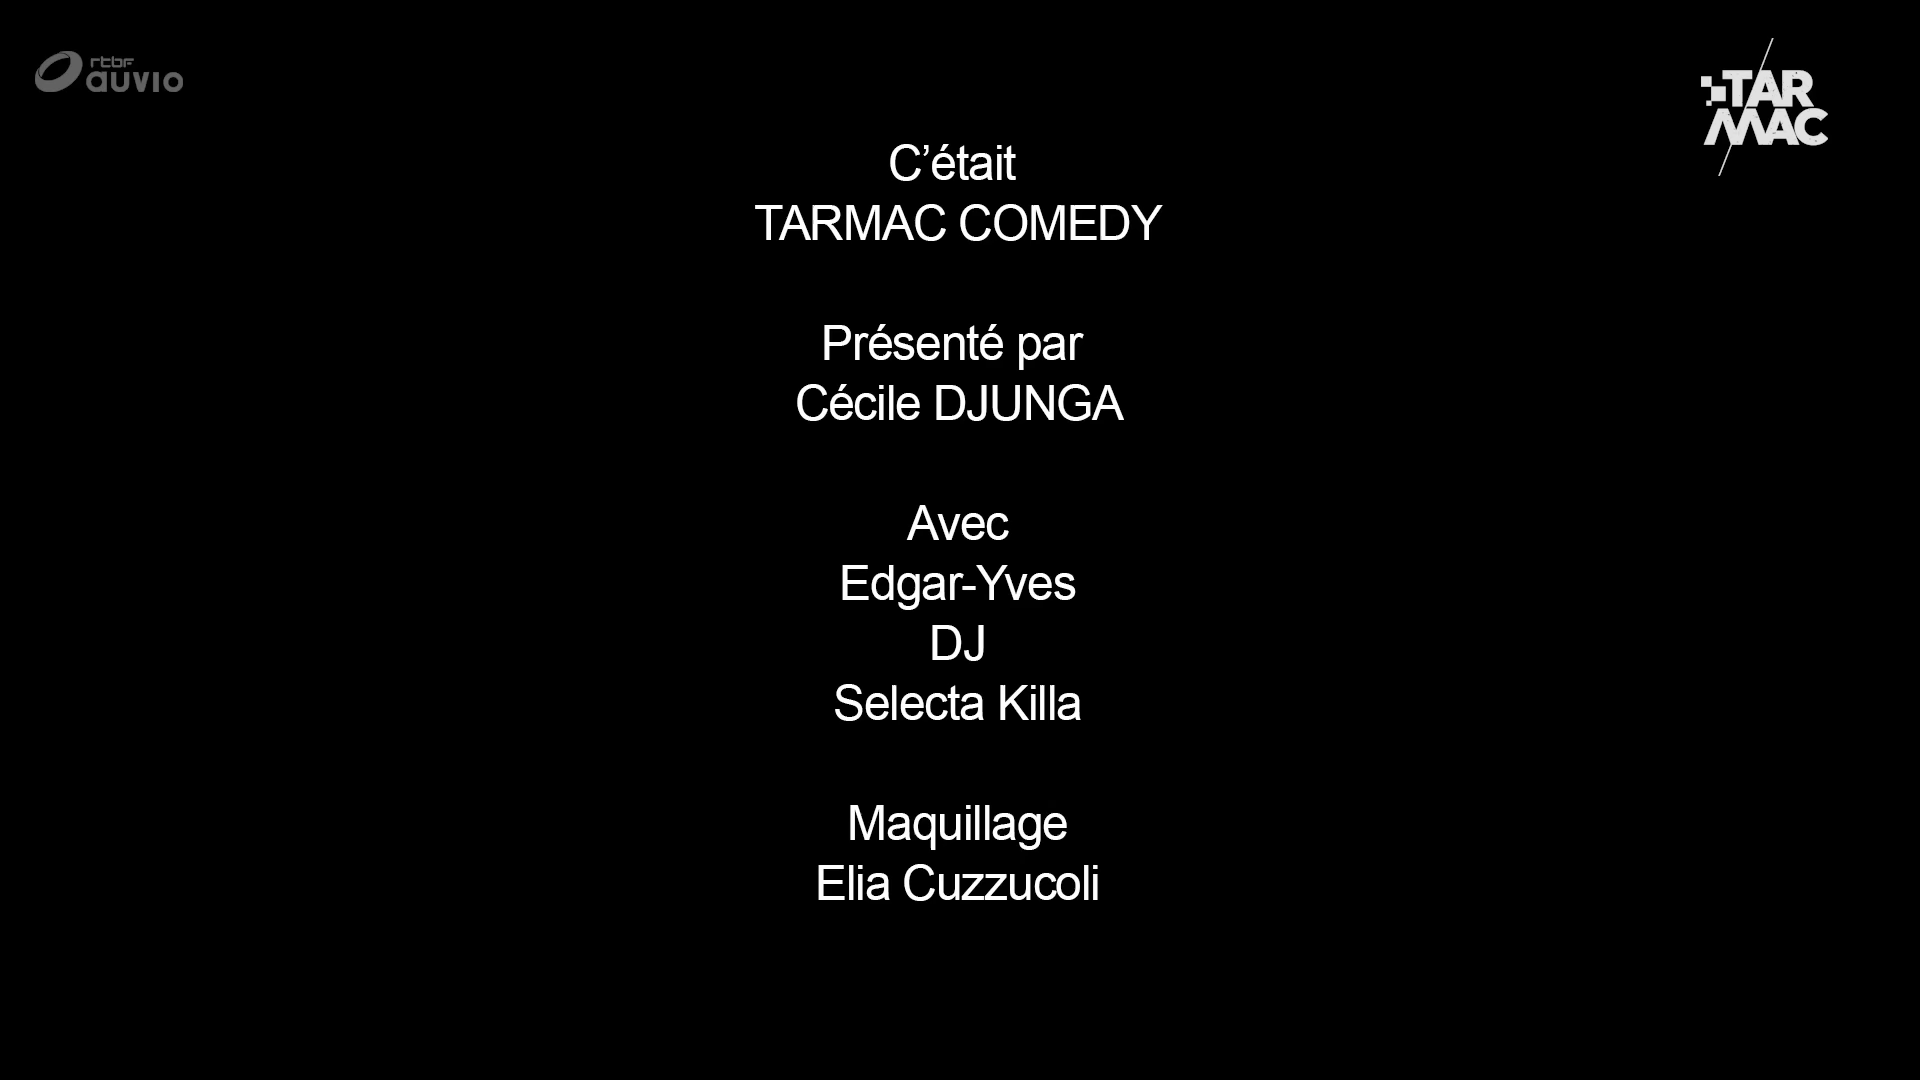 rtbf
auvio
TAR
MAC
C’était
TARMAC COMEDY
Présenté par
Cécile DJUNGA
Avec
Edgar-Yves
DJ
Selecta Killa
Maquillage
Elia Cuzzucoli